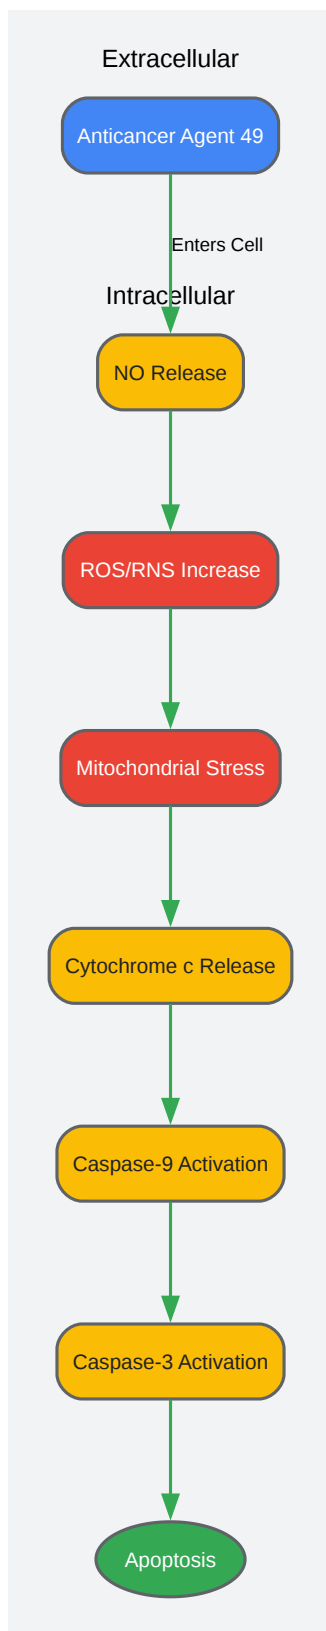 Extracellular
Anticancer Agent 49
Enters Cell
Intracellular
NO Release
ROS/RNS Increase
Mitochondrial Stress
Cytochrome c Release
Caspase-9 Activation
Caspase-3 Activation
Apoptosis